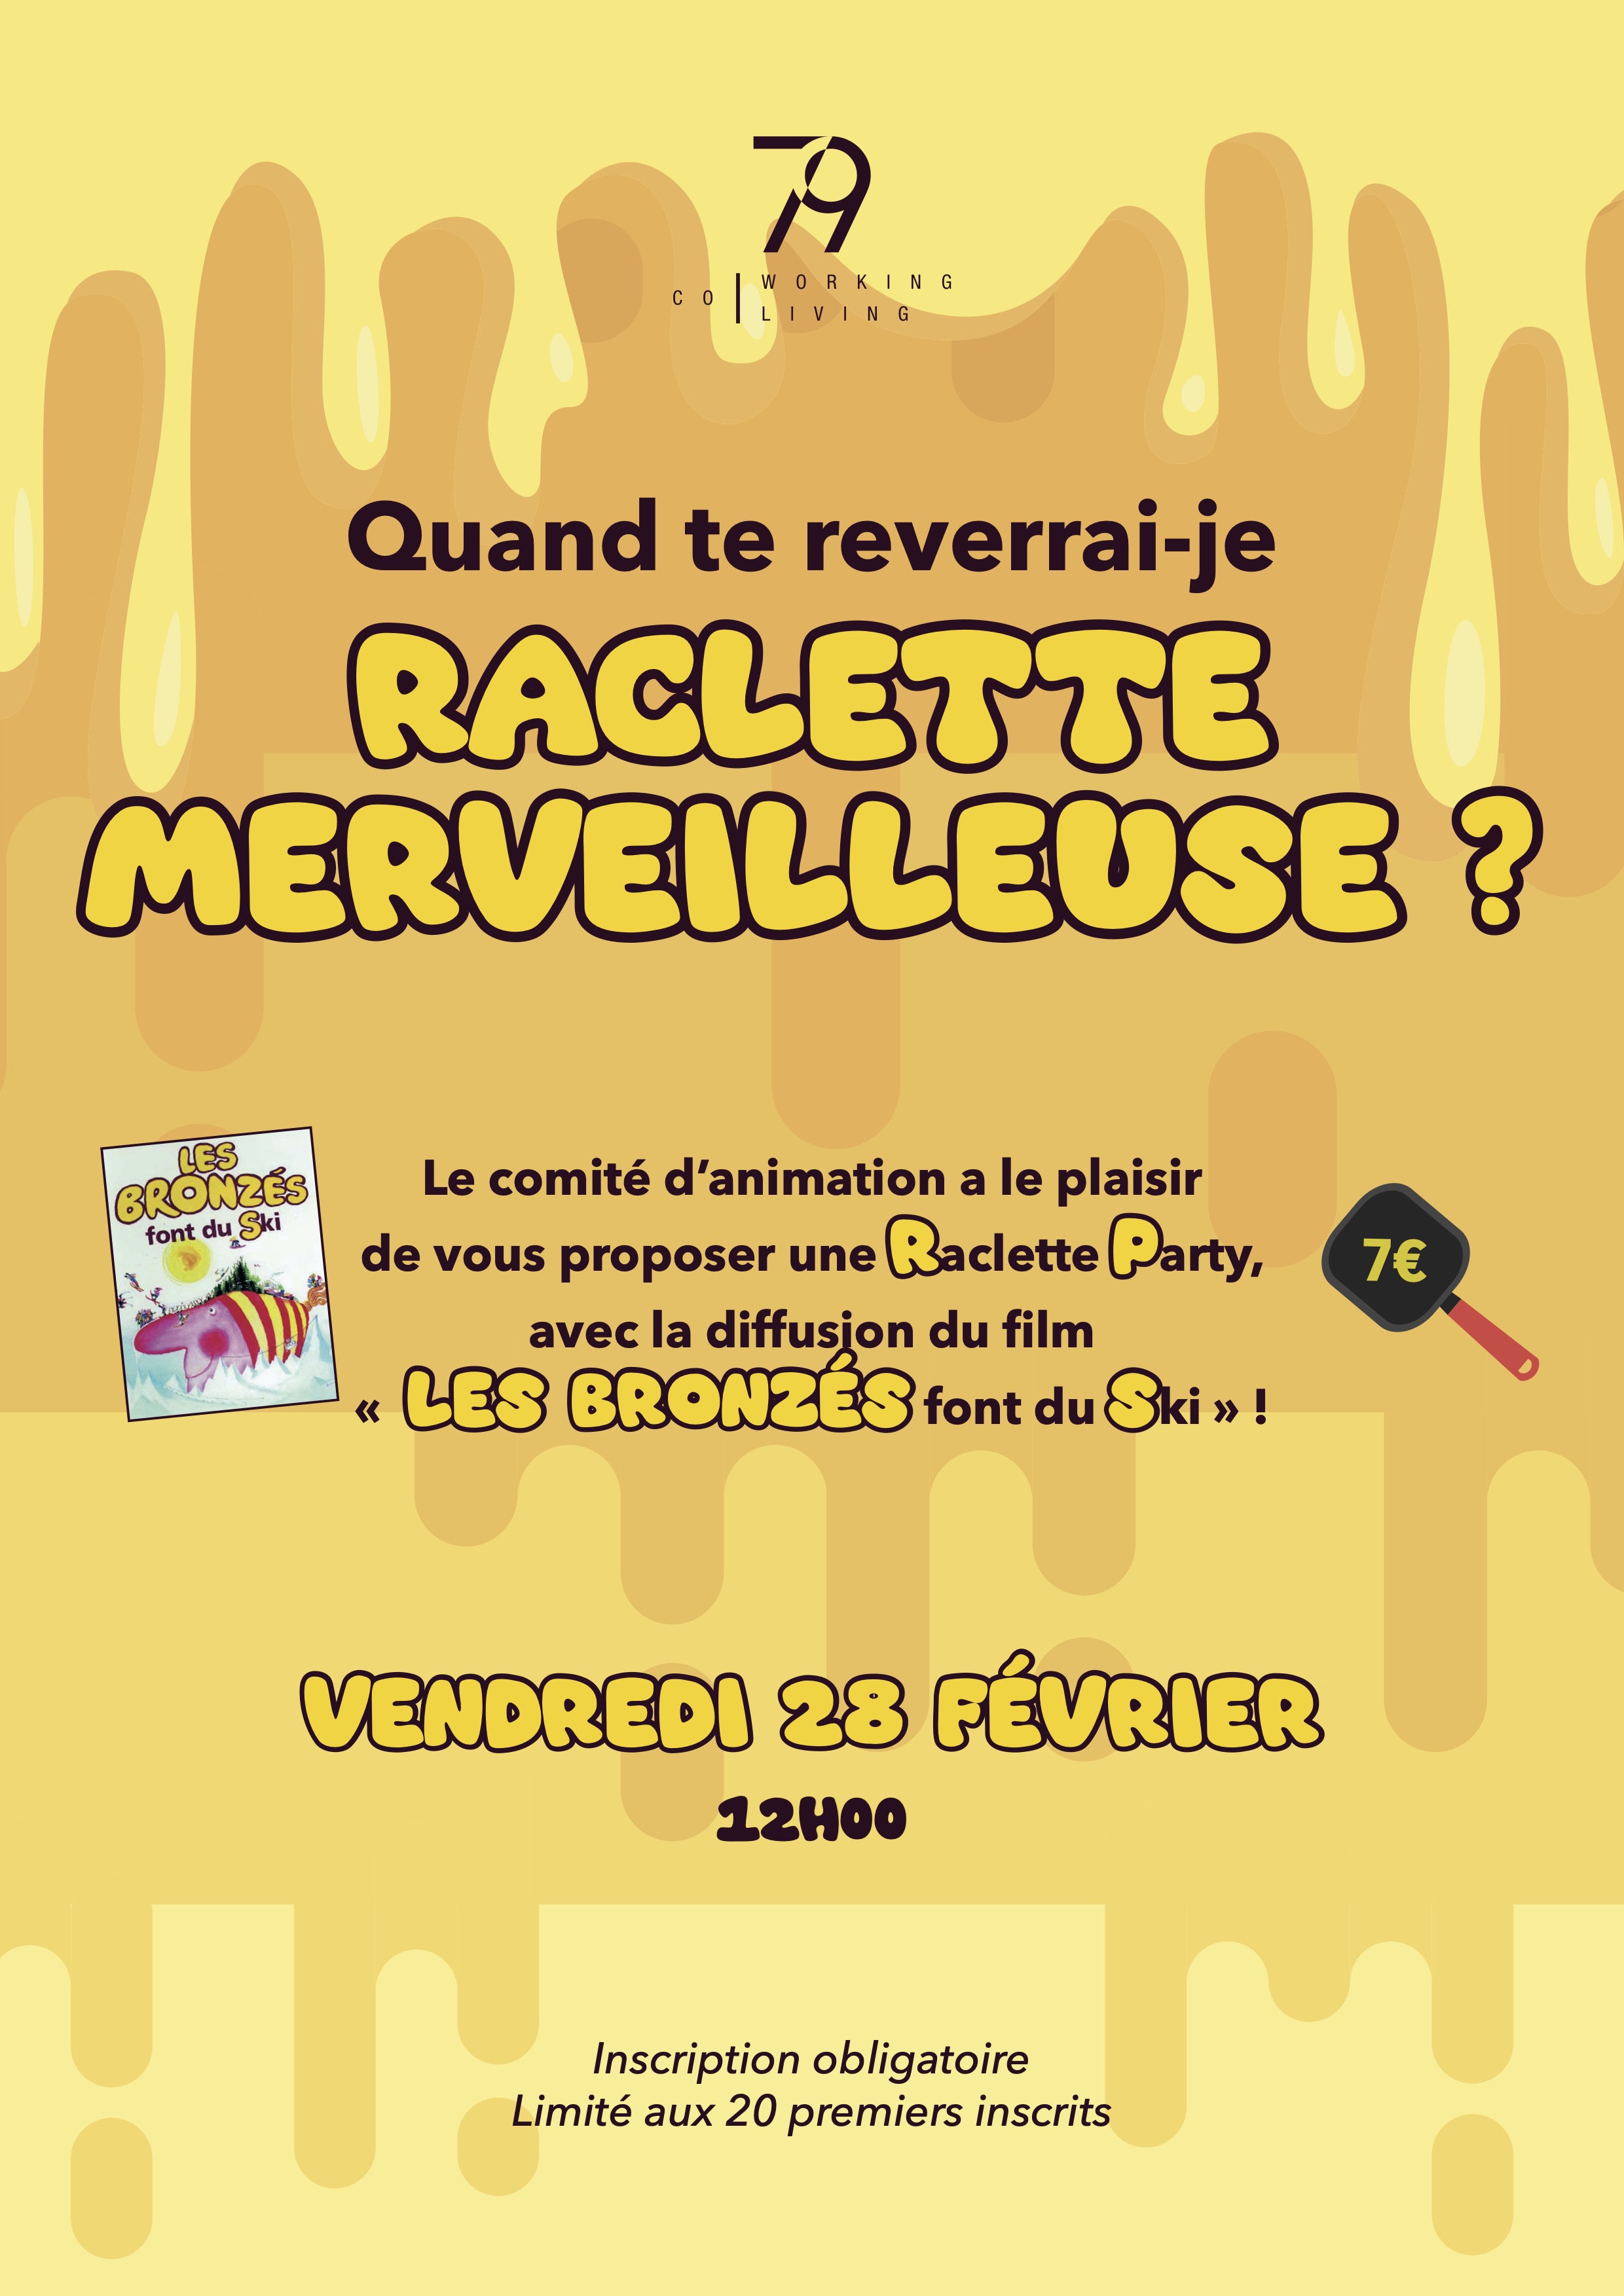 79
CO | WORKING
LIVING
Quand te reverrai-je
RACLETTE
MERVEILLEUSE ?
LES
BRONZÉS
font du Ski
Le comité d’animation a le plaisir
de vous proposer une Raclette Party,
avec la diffusion du film
« LES BRONZÉS font du Ski » !
7€
VENDREDI 28 FÉVRIER
12H00
Inscription obligatoire
Limité aux 20 premiers inscrits